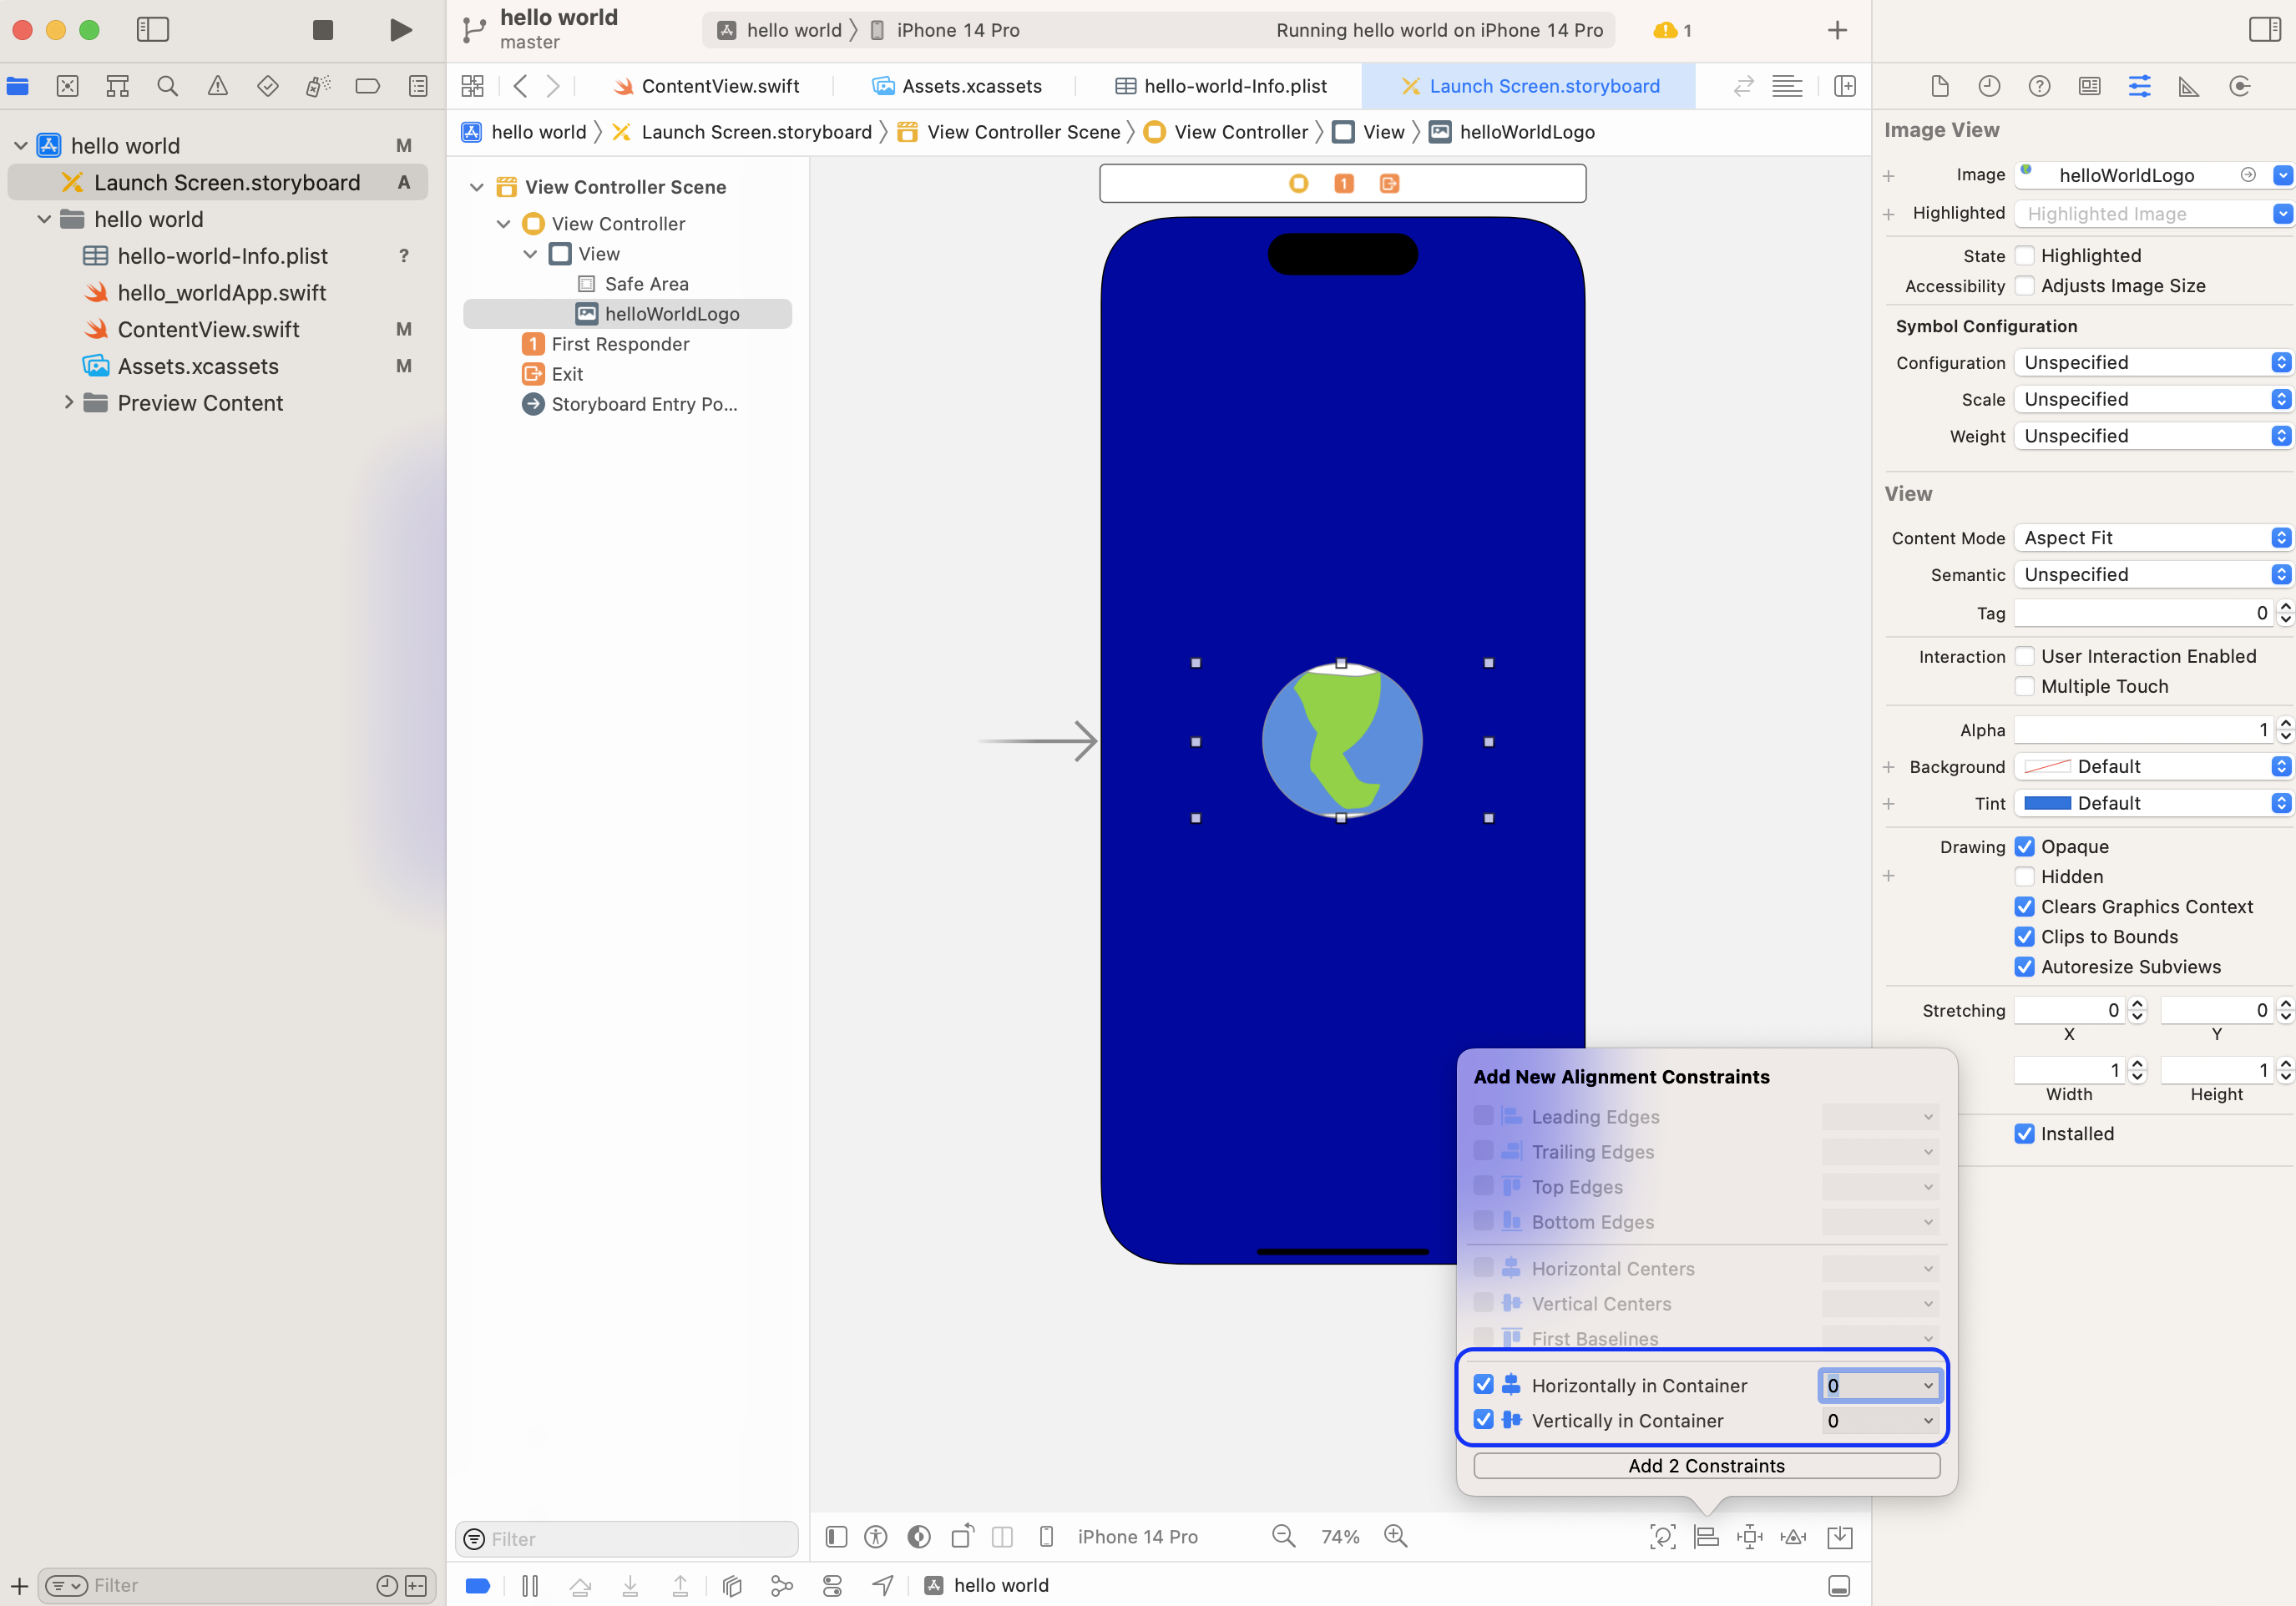 hello world
master
hello world
iPhone 14 Pro
Running hello world on iPhone 14 Pro
1
ContentView.swift
Assets.xcassets
hello-world-Info.plist
Launch Screen.storyboard
hello world
Launch Screen.storyboard
View Controller Scene
View Controller
View
helloWorldLogo
hello world M
Launch Screen.storyboard A
hello world
hello-world-Info.plist ?
hello_worldApp.swift
ContentView.swift M
Assets.xcassets M
Preview Content
Filter
View Controller Scene
View Controller
View
Safe Area
helloWorldLogo
1 First Responder
Exit
Storyboard Entry Po...
Filter
1
Add New Alignment Constraints
Leading Edges
Trailing Edges
Top Edges
Bottom Edges
Horizontal Centers
Vertical Centers
First Baselines
Horizontally in Container 0
Vertically in Container 0
Add 2 Constraints
iPhone 14 Pro
74%
hello world
Image View
Image helloWorldLogo
Highlighted Highlighted Image
State Highlighted
Accessibility Adjusts Image Size
Symbol Configuration
Configuration Unspecified
Scale Unspecified
Weight Unspecified
View
Content Mode Aspect Fit
Semantic Unspecified
Tag 0
Interaction User Interaction Enabled
Multiple Touch
Alpha 1
Background Default
Tint Default
Drawing Opaque
Hidden
Clears Graphics Context
Clips to Bounds
Autoresize Subviews
Stretching 0 0
X Y
1 1
Width Height
Installed